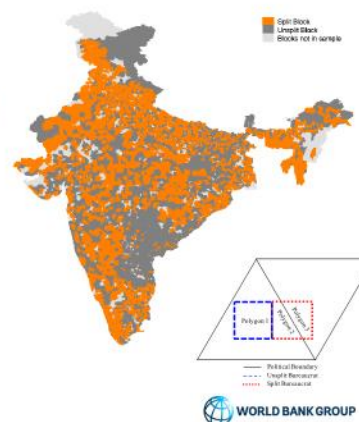 Split Block
Unsplit Block
Blocks not in sample
Polygon 1
Polygon 2
Polygon 3
Political Boundary
Unsplit Bureaucrat
Split Bureaucrat
WORLD BANK GROUP